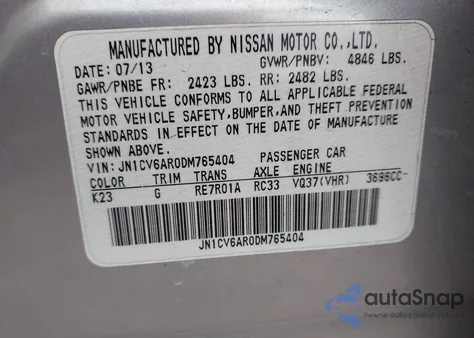 MANUFACTURED BY NISSAN MOTOR CO.,LTD.
DATE: 07/13 GVWR/PNBV: 4846 LBS.
GAWR/PNBE FR: 2423 LBS. RR: 2482 LBS.
THIS VEHICLE CONFORMS TO ALL APPLICABLE FEDERAL
MOTOR VEHICLE SAFETY,BUMPER,AND THEFT PREVENTION
STANDARDS IN EFFECT ON THE DATE OF MANUFACTURE
SHOWN ABOVE.
VIN: JN1CV6AR0DM765404 PASSENGER CAR
COLOR TRIM TRANS AXLE ENGINE
K23 G RE7R01A RC33 VQ37(VHR) 3696CC
JN1CV6AR0DM765404
autoSnap